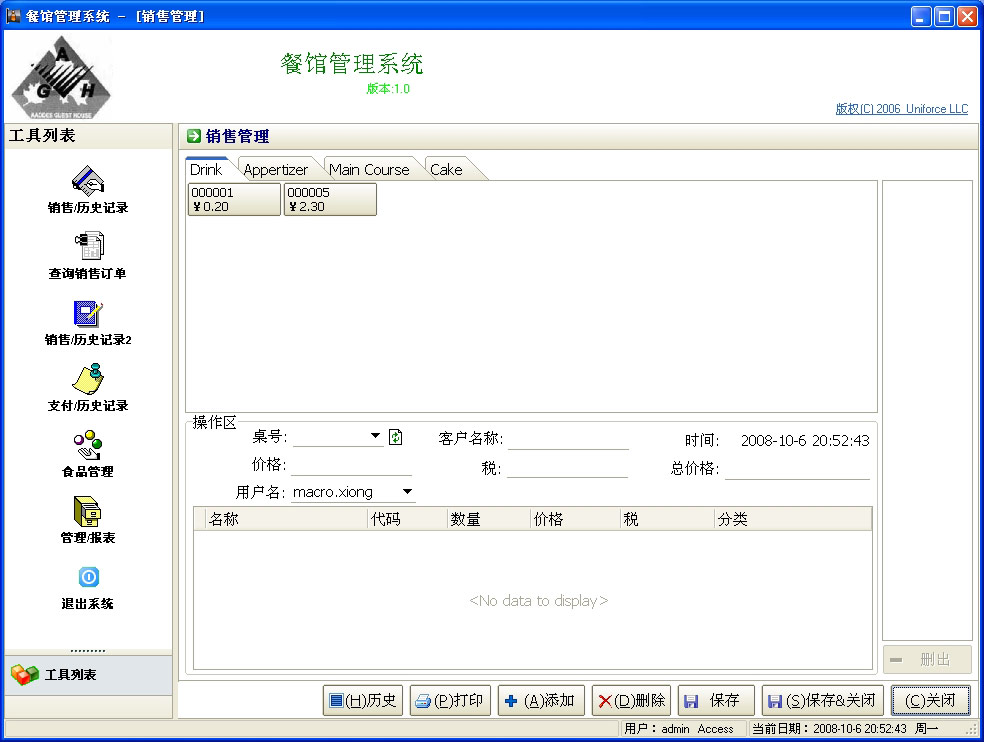 餐馆管理系统 - [销售管理]
A
G H
AADDEE GUEST HOUSE
餐馆管理系统
版本:1.0
版权(C) 2006 Uniforce LLC
工具列表
销售/历史记录
查询销售订单
销售/历史记录2
支付/历史记录
食品管理
管理/报表
退出系统
工具列表
销售管理
Drink Appertizer Main Course Cake
000001 000005
￥0.20 ￥2.30
操作区
桌号: 客户名称: 时间: 2008-10-6 20:52:43
价格: 税: 总价格:
用户名: macro.xiong
名称 代码 数量 价格 税 分类
<No data to display>
删出
(H)历史 (P)打印 (A)添加 (D)删除 保存 (S)保存&关闭 (C)关闭
用户：admin Access 当前日期：2008-10-6 20:52:43 周一